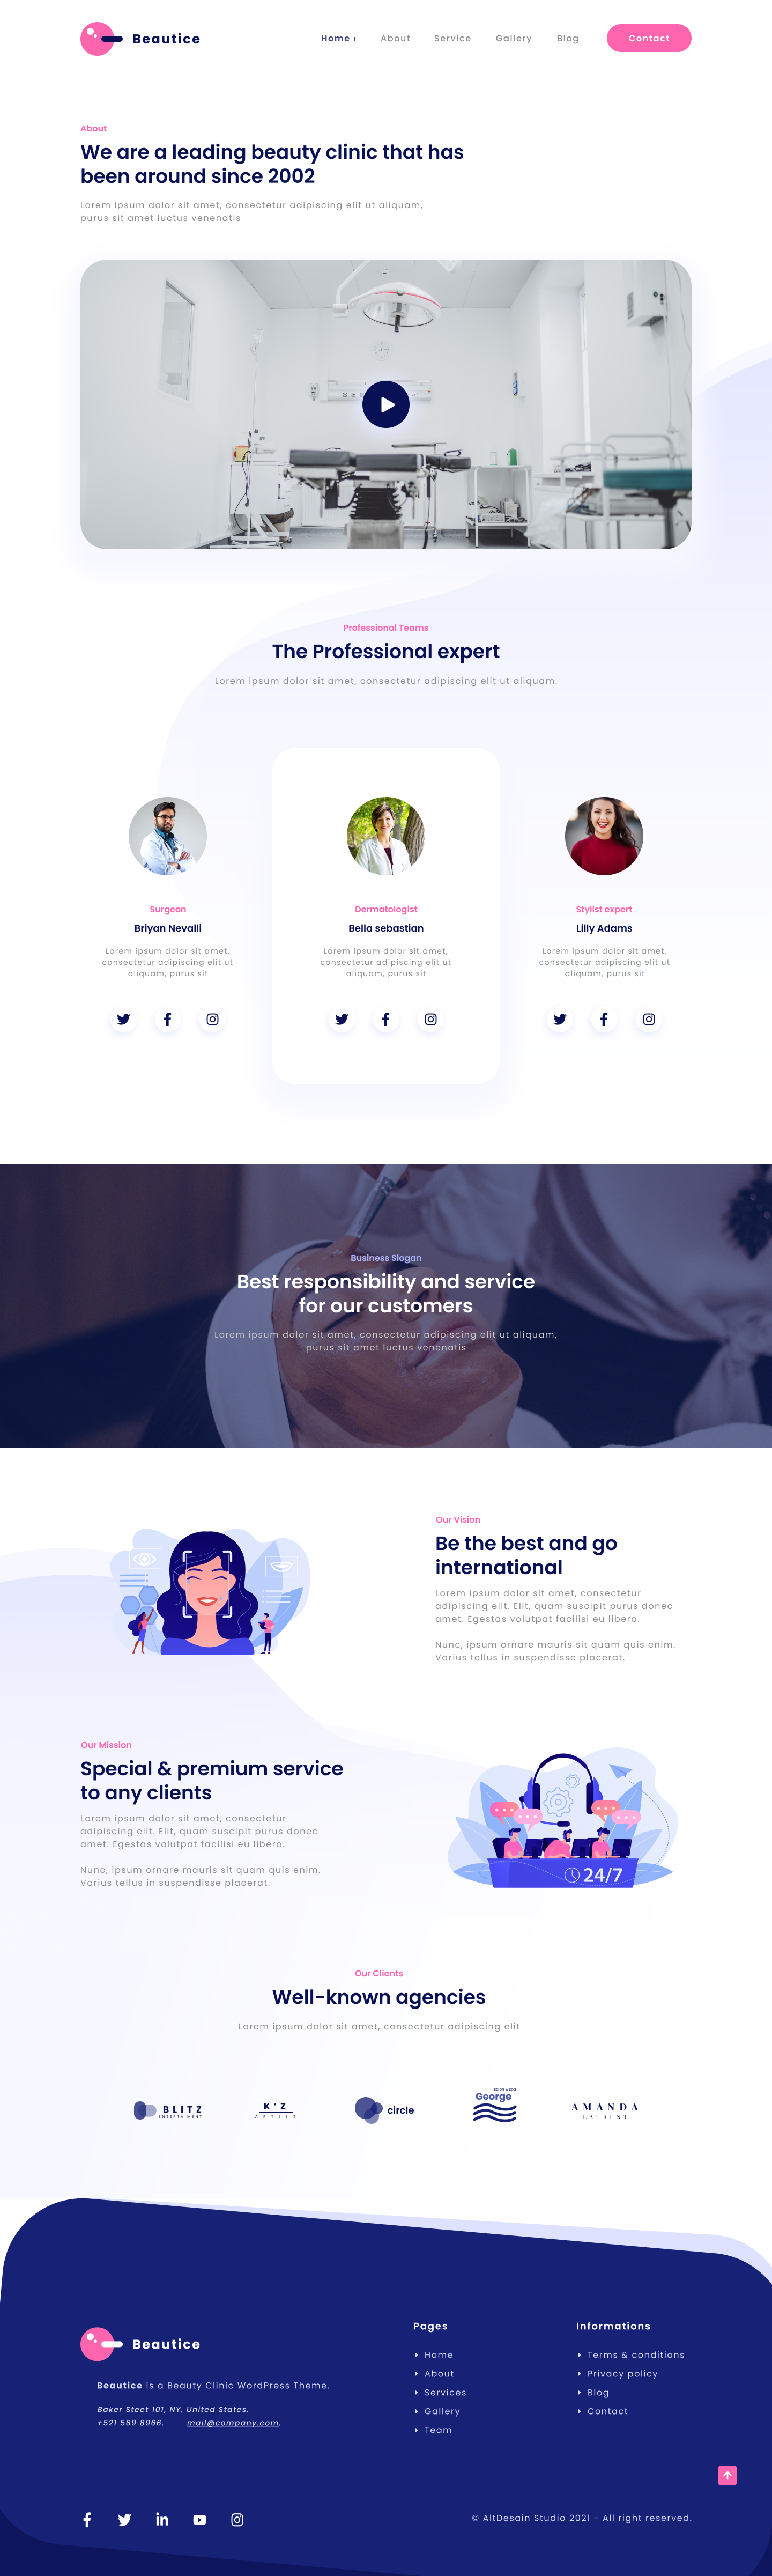 Beautice
Home +
About
Service
Gallery
Blog
Contact
About
We are a leading beauty clinic that has
been around since 2002
Lorem ipsum dolor sit amet, consectetur adipiscing elit ut aliquam,
purus sit amet luctus venenatis
Professional Teams
The Professional expert
Lorem ipsum dolor sit amet, consectetur adipiscing elit ut aliquam.
Surgeon
Briyan Nevalli
Lorem ipsum dolor sit amet,
consectetur adipiscing elit ut
aliquam, purus sit
Dermatologist
Bella sebastian
Lorem ipsum dolor sit amet,
consectetur adipiscing elit ut
aliquam, purus sit
Stylist expert
Lilly Adams
Lorem ipsum dolor sit amet,
consectetur adipiscing elit ut
aliquam, purus sit
Business Slogan
Best responsibility and service
for our customers
Lorem ipsum dolor sit amet, consectetur adipiscing elit ut aliquam,
purus sit amet luctus venenatis
Our Vision
Be the best and go
international
Lorem ipsum dolor sit amet, consectetur
adipiscing elit. Elit, quam suscipit purus donec
amet. Egestas volutpat facilisi eu libero.
Nunc, ipsum ornare mauris sit quam quis enim.
Varius tellus in suspendisse placerat.
Our Mission
Special & premium service
to any clients
Lorem ipsum dolor sit amet, consectetur
adipiscing elit. Elit, quam suscipit purus donec
amet. Egestas volutpat facilisi eu libero.
Nunc, ipsum ornare mauris sit quam quis enim.
Varius tellus in suspendisse placerat.
24/7
Our Clients
Well-known agencies
Lorem ipsum dolor sit amet, consectetur adipiscing elit
BLITZ
ENTERTAIMENT
K'Z
ARTIST
circle
salon & spa
George
AMANDA
LAURENT
Beautice
Beautice is a Beauty Clinic WordPress Theme.
Baker Steet 101, NY, United States.
+521 569 8966. mail@company.com.
Pages
Home
About
Services
Gallery
Team
Informations
Terms & conditions
Privacy policy
Blog
Contact
© AltDesain Studio 2021 - All right reserved.